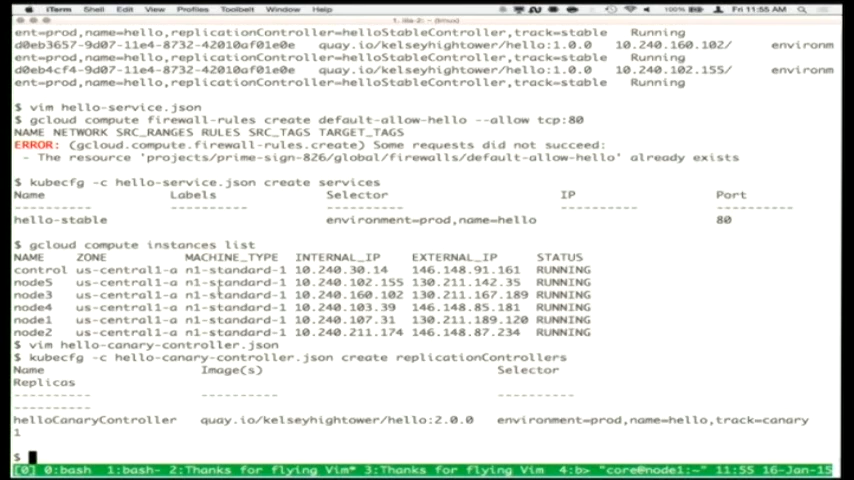 iTerm Shell Edit View Profiles Toolbelt Window Help 100% Fri 11:55 AM
ent=prod,name=hello,replicationController=helloStableController,track=stable Running
d0eb3657-9d07-11e4-8732-42010af01e0e quay.io/kelseyhightower/hello:1.0.0 10.240.160.102/ environm
ent=prod,name=hello,replicationController=helloStableController,track=stable Running
d0eb4cf4-9d07-11e4-8732-42010af01e0e quay.io/kelseyhightower/hello:1.0.0 10.240.102.155/ environm
ent=prod,name=hello,replicationController=helloStableController,track=stable Running
$ vim hello-service.json
$ gcloud compute firewall-rules create default-allow-hello --allow tcp:80
NAME NETWORK SRC_RANGES RULES SRC_TAGS TARGET_TAGS
ERROR: (gcloud.compute.firewall-rules.create) Some requests did not succeed:
- The resource 'projects/prime-sign-826/global/firewalls/default-allow-hello' already exists
$ kubecfg -c hello-service.json create services
Name Labels Selector IP Port
---------- ---------- ---------- ---------- ----------
hello-stable environment=prod,name=hello 80
$ gcloud compute instances list
NAME ZONE MACHINE_TYPE INTERNAL_IP EXTERNAL_IP STATUS
control us-central1-a n1-standard-1 10.240.30.14 146.148.91.161 RUNNING
node5 us-central1-a n1-standard-1 10.240.102.155 130.211.142.35 RUNNING
node3 us-central1-a n1-standard-1 10.240.160.102 130.211.167.189 RUNNING
node4 us-central1-a n1-standard-1 10.240.103.39 146.148.85.181 RUNNING
node1 us-central1-a n1-standard-1 10.240.107.31 130.211.189.120 RUNNING
node2 us-central1-a n1-standard-1 10.240.211.174 146.148.87.234 RUNNING
$ vim hello-canary-controller.json
$ kubecfg -c hello-canary-controller.json create replicationControllers
Name Image(s) Selector
Replicas
---------- ---------- ----------
----------
helloCanaryController quay.io/kelseyhightower/hello:2.0.0 environment=prod,name=hello,track=canary
1
$
[0] 0:bash 1:bash- 2:Thanks for flying Vim* 3:Thanks for flying Vim 4:b> "core@node1:~" 11:55 16-Jan-15